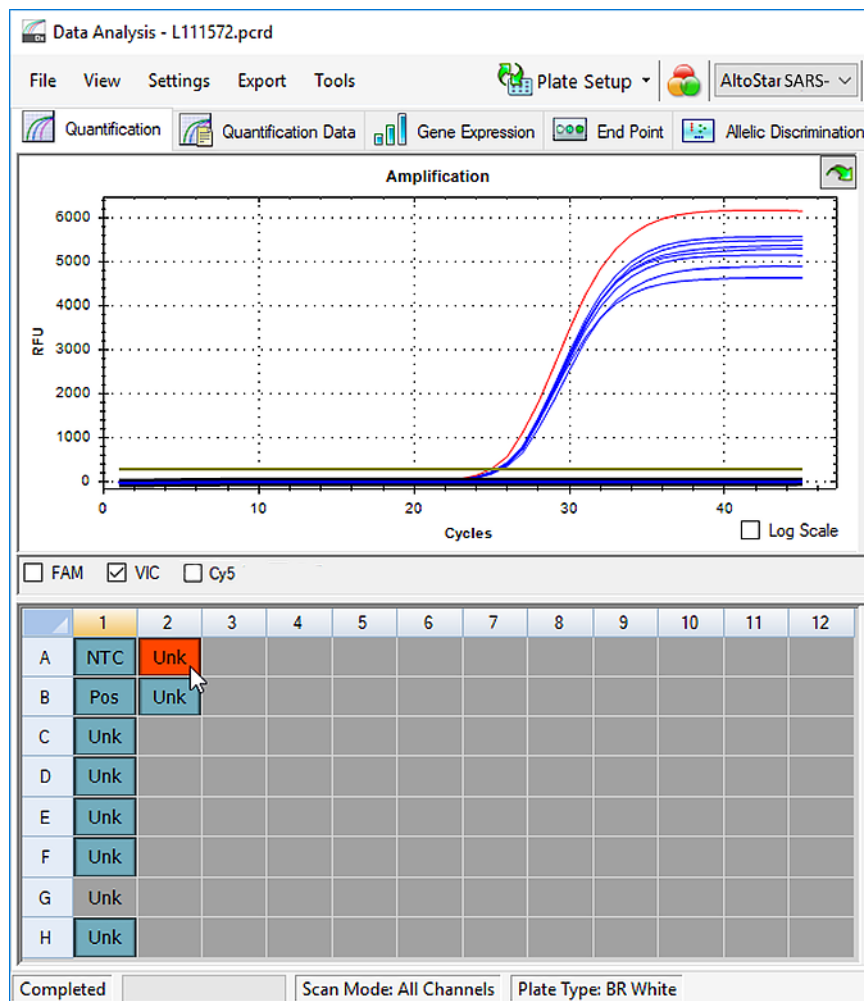 Data Analysis - L111572.pcrd
File View Settings Export Tools Plate Setup AltoStar SARS-
Quantification Quantification Data Gene Expression End Point Allelic Discrimination
Amplification
6000
5000
4000
3000
2000
1000
0
RFU
0 10 20 30 40
Cycles
Log Scale
FAM VIC Cy5
1 2 3 4 5 6 7 8 9 10 11 12
A NTC Unk
B Pos Unk
C Unk
D Unk
E Unk
F Unk
G Unk
H Unk
Completed Scan Mode: All Channels Plate Type: BR White